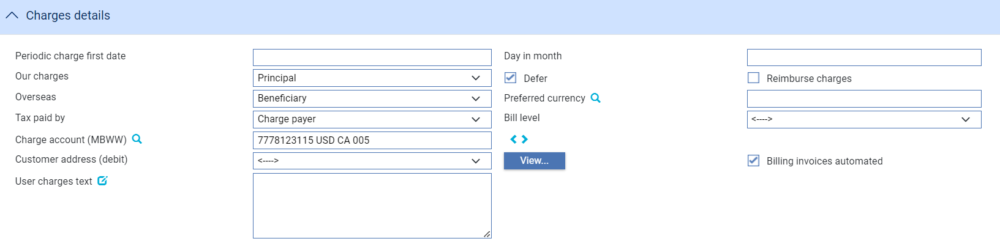 Charges details
Periodic charge first date Day in month
Our charges Principal Defer Reimburse charges
Overseas Beneficiary Preferred currency
Tax paid by Charge payer Bill level <---->
Charge account (MBWW) 7778123115 USD CA 005
Customer address (debit) <----> View... Billing invoices automated
User charges text